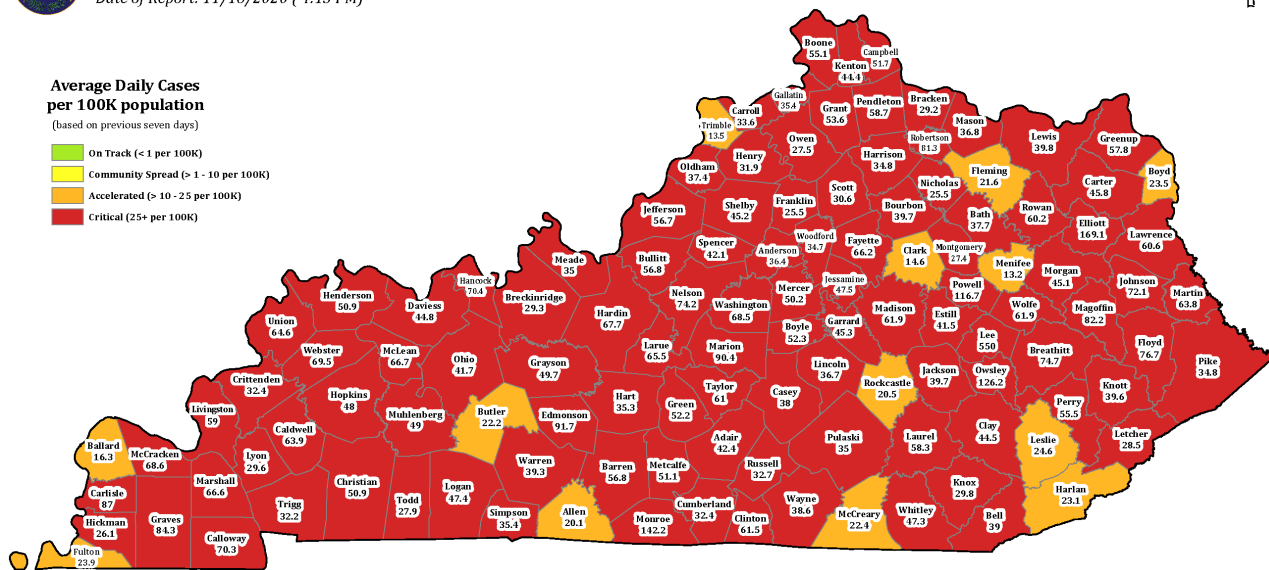 Average Daily Cases
per 100K population
(based on previous seven days)
On Track (< 1 per 100K)
Community Spread (> 1 - 10 per 100K)
Accelerated (> 10 - 25 per 100K)
Critical (25+ per 100K)
Boone
55.1
Campbell
51.7
Kenton
44.4
Gallatin
35.4
Grant
53.6
Pendleton
58.7
Bracken
29.2
Carroll
33.6
Trimble
13.5
Mason
36.8
Robertson
81.3
Lewis
39.8
Greenup
57.8
Owen
27.5
Henry
31.9
Oldham
37.4
Harrison
34.8
Fleming
21.6
Boyd
23.5
Carter
45.8
Nicholas
25.5
Scott
30.6
Franklin
25.5
Shelby
45.2
Jefferson
56.7
Bourbon
39.7
Bath
37.7
Rowan
60.2
Elliott
169.1
Lawrence
60.6
Spencer
42.1
Anderson
36.4
Woodford
34.7
Fayette
66.2
Clark
14.6
Montgomery
27.4
Menifee
13.2
Morgan
45.1
Johnson
72.1
Martin
63.8
Meade
35
Bullitt
56.8
Hancock
70.4
Breckinridge
29.3
Henderson
50.9
Daviess
44.8
Union
64.6
Nelson
74.2
Washington
68.5
Mercer
50.2
Jessamine
47.5
Madison
61.9
Powell
116.7
Estill
41.5
Wolfe
61.9
Magoffin
82.2
Hardin
67.7
Boyle
52.3
Garrard
45.3
Lee
550
Floyd
76.7
Pike
34.8
Breathitt
74.7
Webster
69.5
McLean
66.7
Ohio
41.7
Grayson
49.7
Larue
65.5
Marion
90.4
Lincoln
36.7
Rockcastle
20.5
Jackson
39.7
Owsley
126.2
Knott
39.6
Crittenden
32.4
Hopkins
48
Muhlenberg
49
Butler
22.2
Edmonson
91.7
Hart
35.3
Green
52.2
Taylor
61
Casey
38
Perry
55.5
Livingston
59
Caldwell
63.9
Adair
42.4
Pulaski
35
Laurel
58.3
Clay
44.5
Leslie
24.6
Letcher
28.5
Ballard
16.3
McCracken
68.6
Lyon
29.6
Warren
39.3
Barren
56.8
Metcalfe
51.1
Russell
32.7
Marshall
66.6
Carlisle
87
Christian
50.9
Todd
27.9
Logan
47.4
Knox
29.8
Harlan
23.1
Trigg
32.2
Simpson
35.4
Allen
20.1
Monroe
142.2
Cumberland
32.4
Clinton
61.5
Wayne
38.6
McCreary
22.4
Whitley
47.3
Bell
39
Hickman
26.1
Graves
84.3
Calloway
70.3
Fulton
23.9